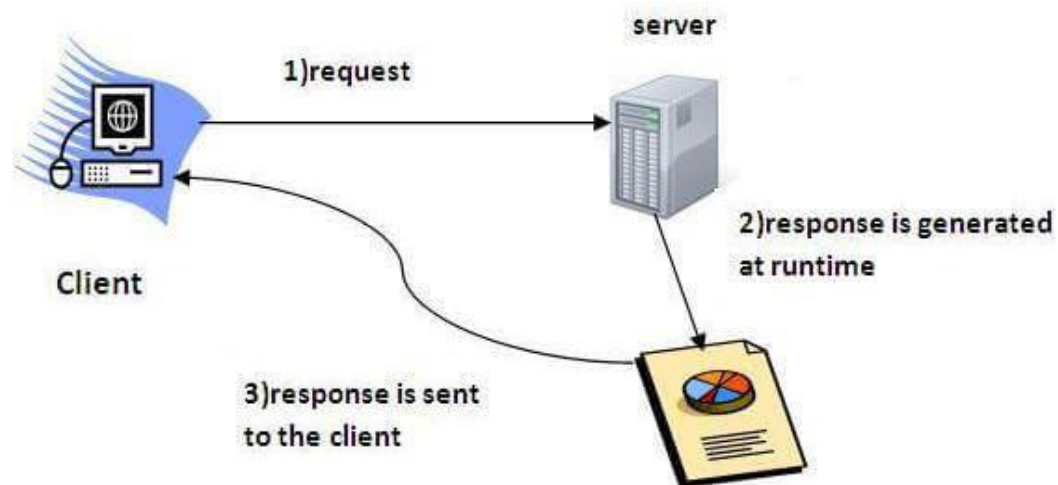 server
1)request
2)response is generated
at runtime
Client
3)response is sent
to the client